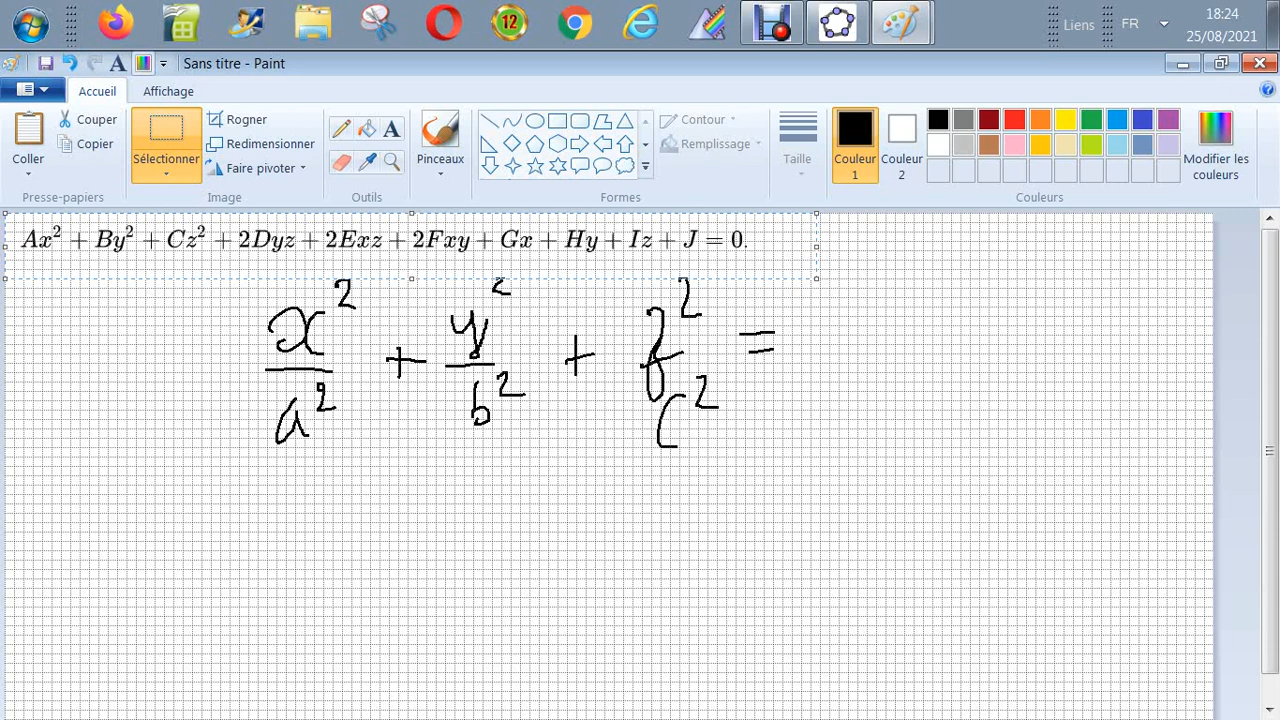 12
Liens
FR
18:24
25/08/2021
Sans titre - Paint
Accueil
Affichage
Coller
Couper
Copier
Presse-papiers
Sélectionner
Rogner
Redimensionner
Faire pivoter
Image
Outils
Pinceaux
Contour
Remplissage
Formes
Taille
Couleur 1
Couleur 2
Modifier les couleurs
Couleurs
Ax² + By² + Cz² + 2Dyz + 2Exz + 2Fxy + Gx + Hy + Iz + J = 0.
x²/a² + y²/b² + z²/c² =